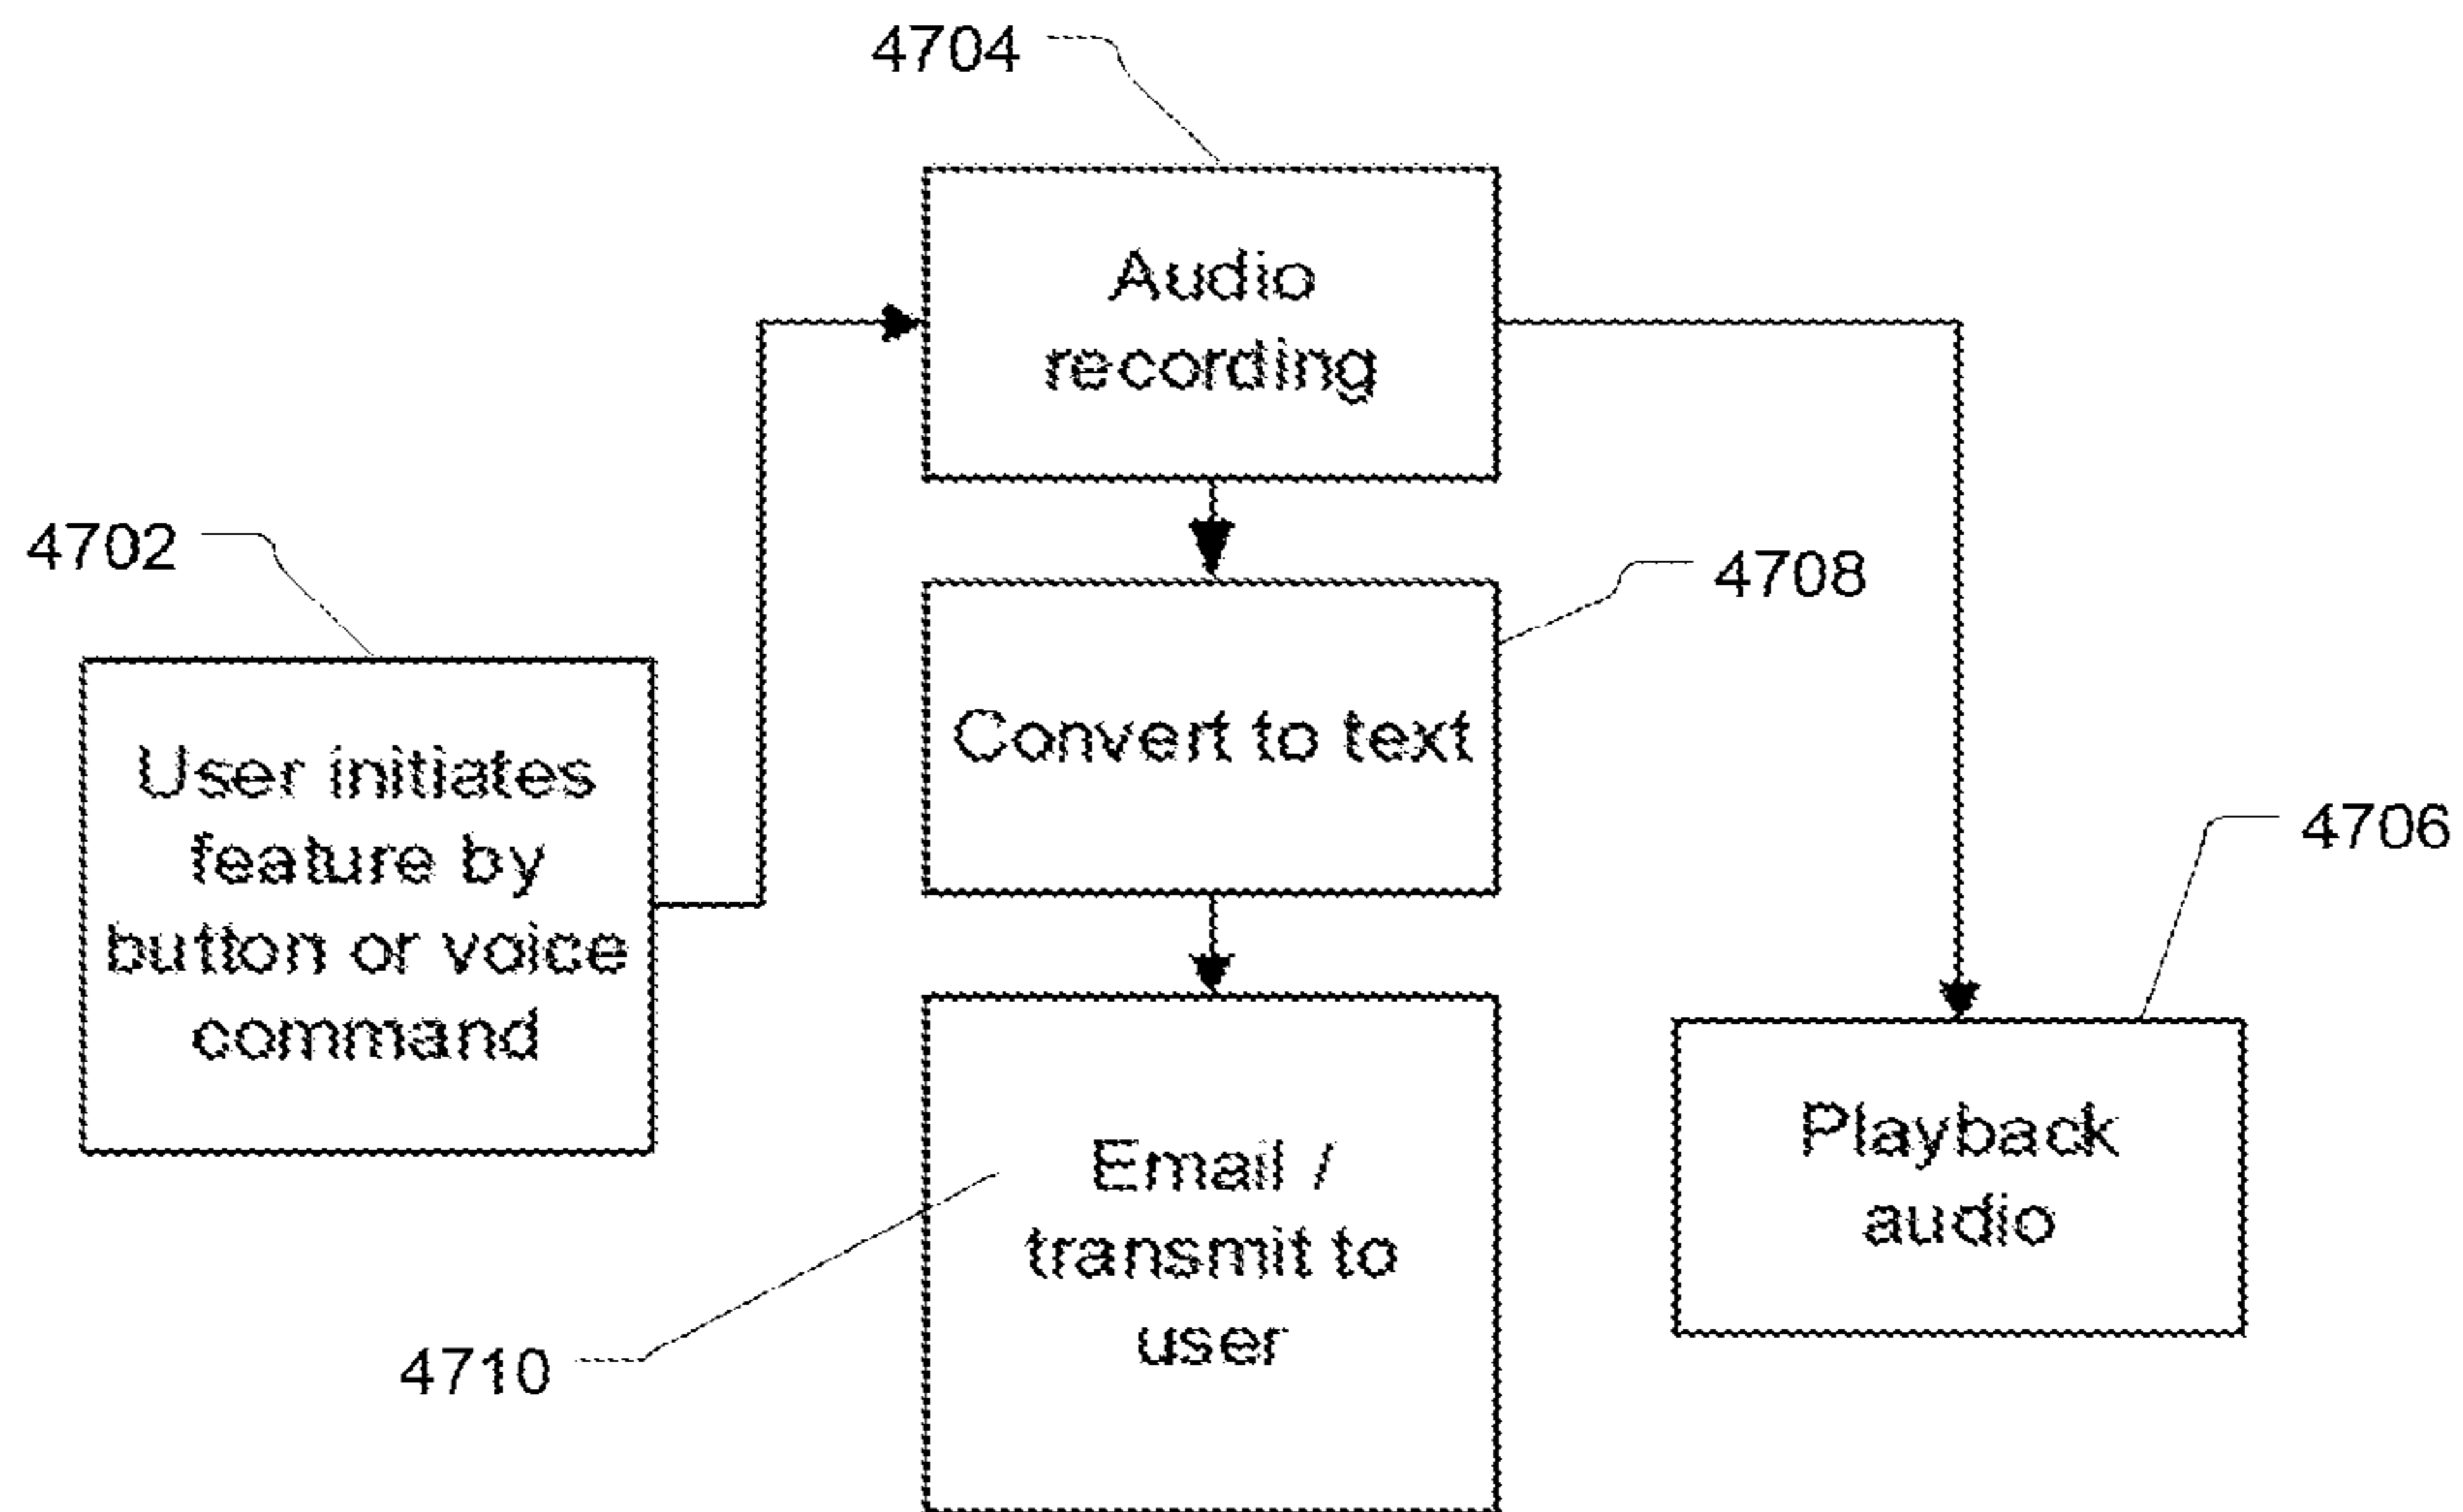 4704
Audio
recording
4702
4708
Convert to text
User initiates
feature by
button or voice
command
4706
Email /
transmit to
user
Playback
audio
4710